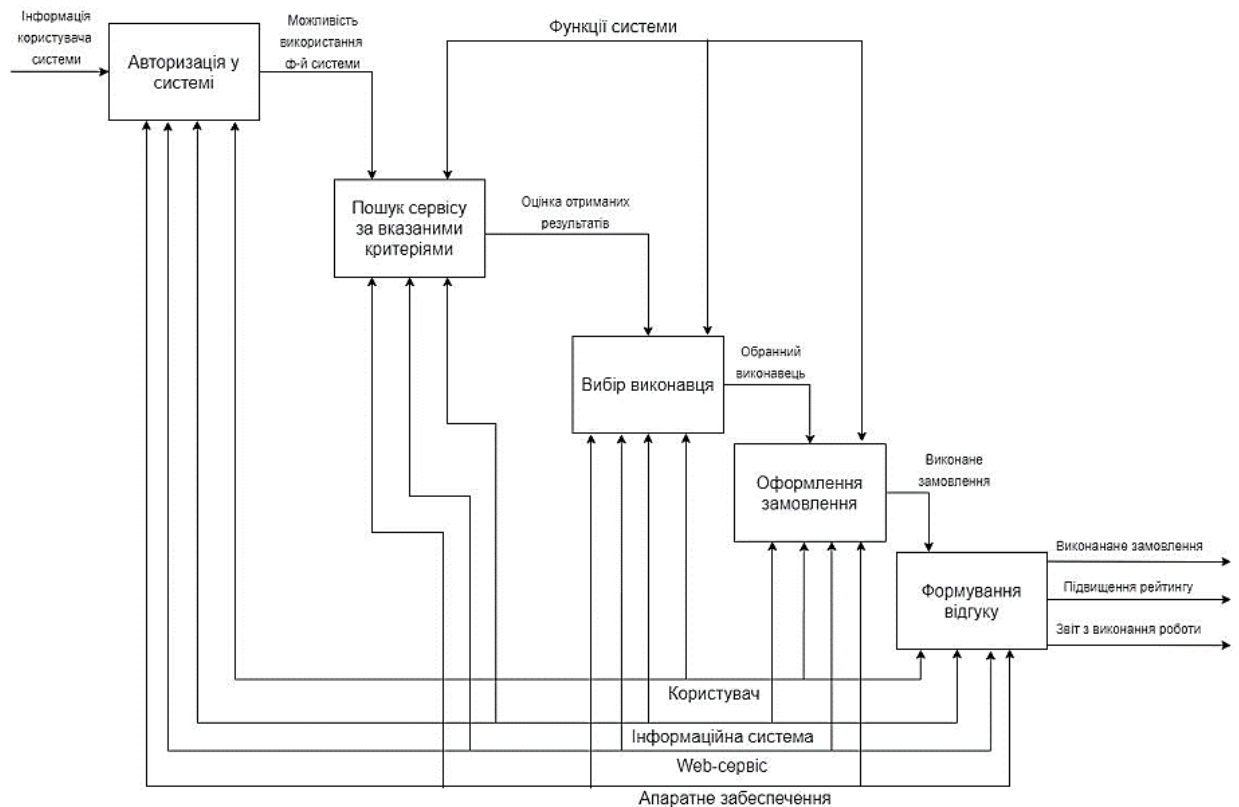 Інформація
користувача
системи
Авторизація у
системі
Можливість
використання
ф-й системи
Функції системи
Пошук сервісу
за вказаними
критеріями
Оцінка отриманих
результатів
Вибір виконавця
Обранний
виконавець
Оформлення
замовлення
Виконане
замовлення
Формування
відгуку
Виконанане замовлення
Підвищення рейтингу
Звіт з виконання роботи
Користувач
Інформаційна система
Web-сервіс
Апаратне забеспечення